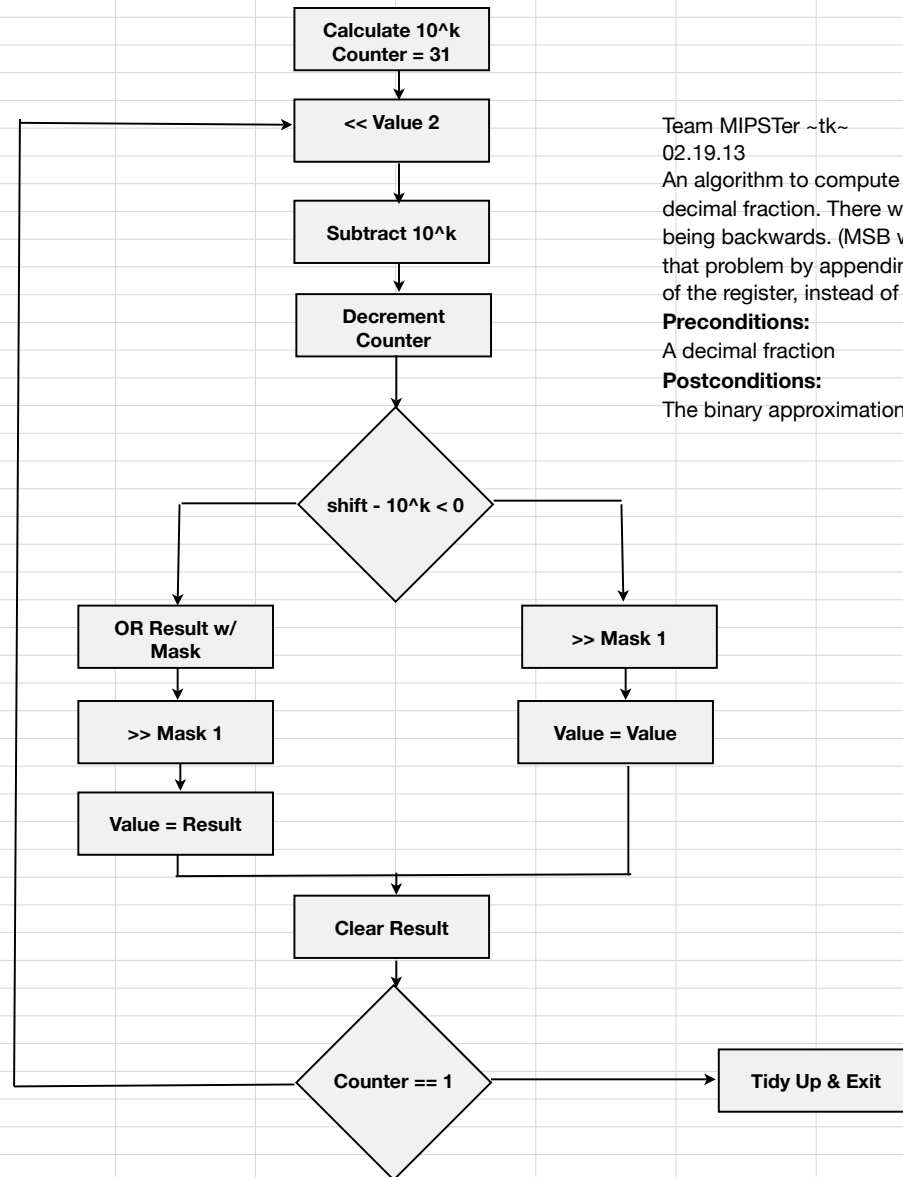 Calculate 10^k
Counter = 31
<< Value 2
Subtract 10^k
Decrement
Counter
shift - 10^k < 0
OR Result w/
Mask
>> Mask 1
Value = Result
>> Mask 1
Value = Value
Clear Result
Counter == 1
Tidy Up & Exit
Team MIPSTer ~tk~
02.19.13
An algorithm to compute
decimal fraction. There w
being backwards. (MSB w
that problem by appendin
of the register, instead of
Preconditions:
A decimal fraction
Postconditions:
The binary approximation